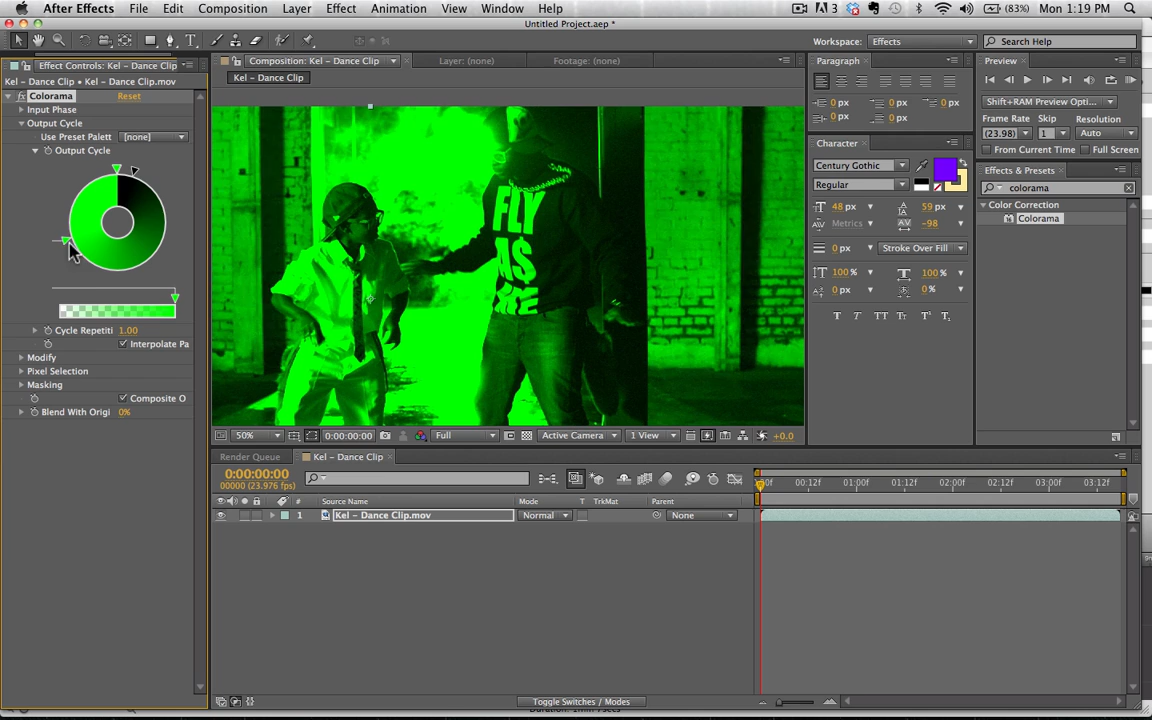 After Effects File Edit Composition Layer Effect Animation View Window Help 3 (83%) Mon 1:19 PM
Untitled Project.aep *
Workspace: Effects Search Help
Effect Controls: Kel – Dance Clip
Composition: Kel – Dance Clip Layer: (none) Footage: (none)
Paragraph Preview
Kel – Dance Clip • Kel – Dance Clip.mov
Kel – Dance Clip
fx Colorama Reset
Input Phase
Output Cycle
Use Preset Palett [none]
Output Cycle
Cycle Repetiti 1.00
Interpolate Pa
Modify
Pixel Selection
Masking
Composite O
Blend With Origi 0%
FLY
AS
50% 0:00:00:00 Full Active Camera 1 View +0.0
0 px 0 px 0 px
0 px 0 px
Character
Century Gothic
Regular
48 px 59 px
Metrics -98
0 px Stroke Over Fill
100% 100%
0 px 0%
T T TT Tr T¹ T₁
Shift+RAM Preview Opti...
Frame Rate Skip Resolution
(23.98) 1 Auto
From Current Time Full Screen
Effects & Presets
colorama
Color Correction
Colorama
Render Queue Kel – Dance Clip
0:00:00:00
00000 (23.976 fps)
00f 00:12f 01:00f 01:12f 02:00f 02:12f 03:00f 03:12f
# Source Name Mode T TrkMat Parent
1 Kel – Dance Clip.mov Normal None
Toggle Switches / Modes